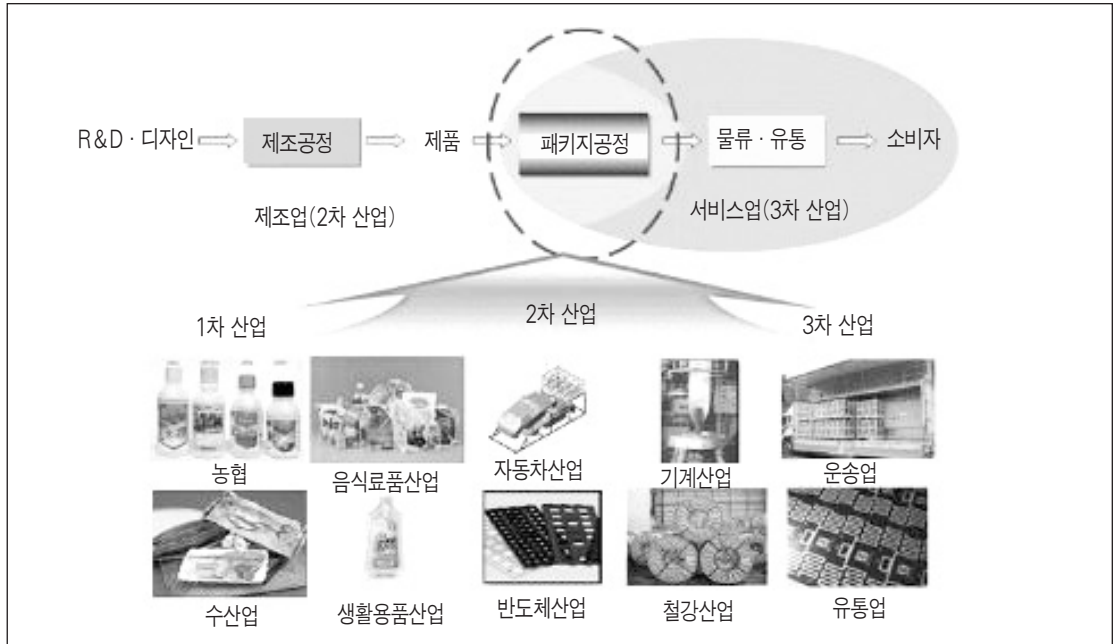 R&D · 디자인 제조공정 제품 패키지공정 물류 · 유통 소비자
제조업(2차 산업) 서비스업(3차 산업)
1차 산업 2차 산업 3차 산업
농협 음식료품산업 자동차산업 기계산업 운송업
수산업 생활용품산업 반도체산업 철강산업 유통업